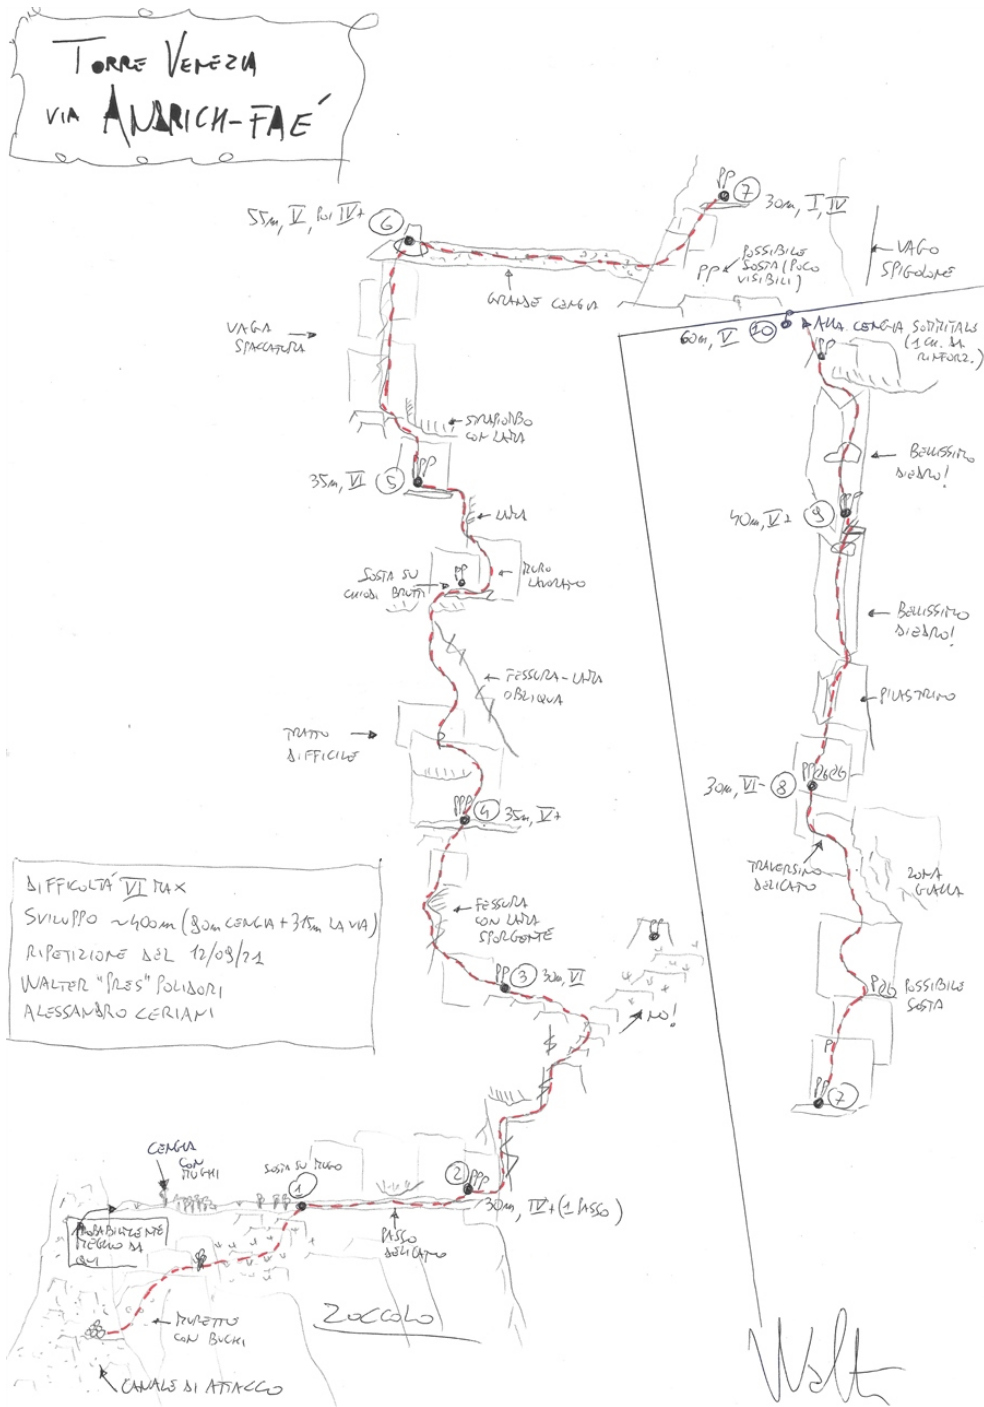 TORRE VENEZIA
VIA ANDRICH-FAÉ
55m, V, POI IV+
6
PP
7
30m, I, IV
PP
POSSIBILE
SOSTA (POCO
VISIBILI)
VAGO
SPIGOLONE
GRANDE CENGIA
VAGA
SPACCATURA
60m, V
10
ALLA CENGIA SOMMITALE
(1 CH. DA
RINFORZ.)
PP
STRAPIOMBO
CON LAMA
PP
35m, VI
5
BELLISSIMO
DIEDRO!
PP
40m, V+
9
LAMA
PP
SOSTA SU
CHIODI BRUTTI
MURO
LAVORATO
BELLISSIMO
DIEDRO!
FESSURA-LAMA
OBLIQUA
PILASTRINO
TRATTO
DIFFICILE
30m, VI-
8
PPP
4
35m, V+
TRAVERSINO
DELICATO
ZONA
GIALLA
DIFFICOLTÁ VI MAX
SVILUPPO ~400m (80m CENGIA + 315m LA VIA)
RIPETIZIONE DEL 12/09/21
WALTER "PRES" POLIDORI
ALESSANDRO CERIANI
FESSURA
CON LAMA
SPORGENTE
PP
PP
3
30m, VI
NO!
POSSIBILE
SOSTA
P
PP
7
CENGIA
CON
MUGHI
SOSTA SU MUGO
1
2
PPP
30m, IV+ (1 PASSO)
PROBABILMENTE
MEGLIO DA
QUI
PASSO
DELICATO
MURETTO
CON BUCHI
ZOCCOLO
CANALE DI ATTACCO
Walt